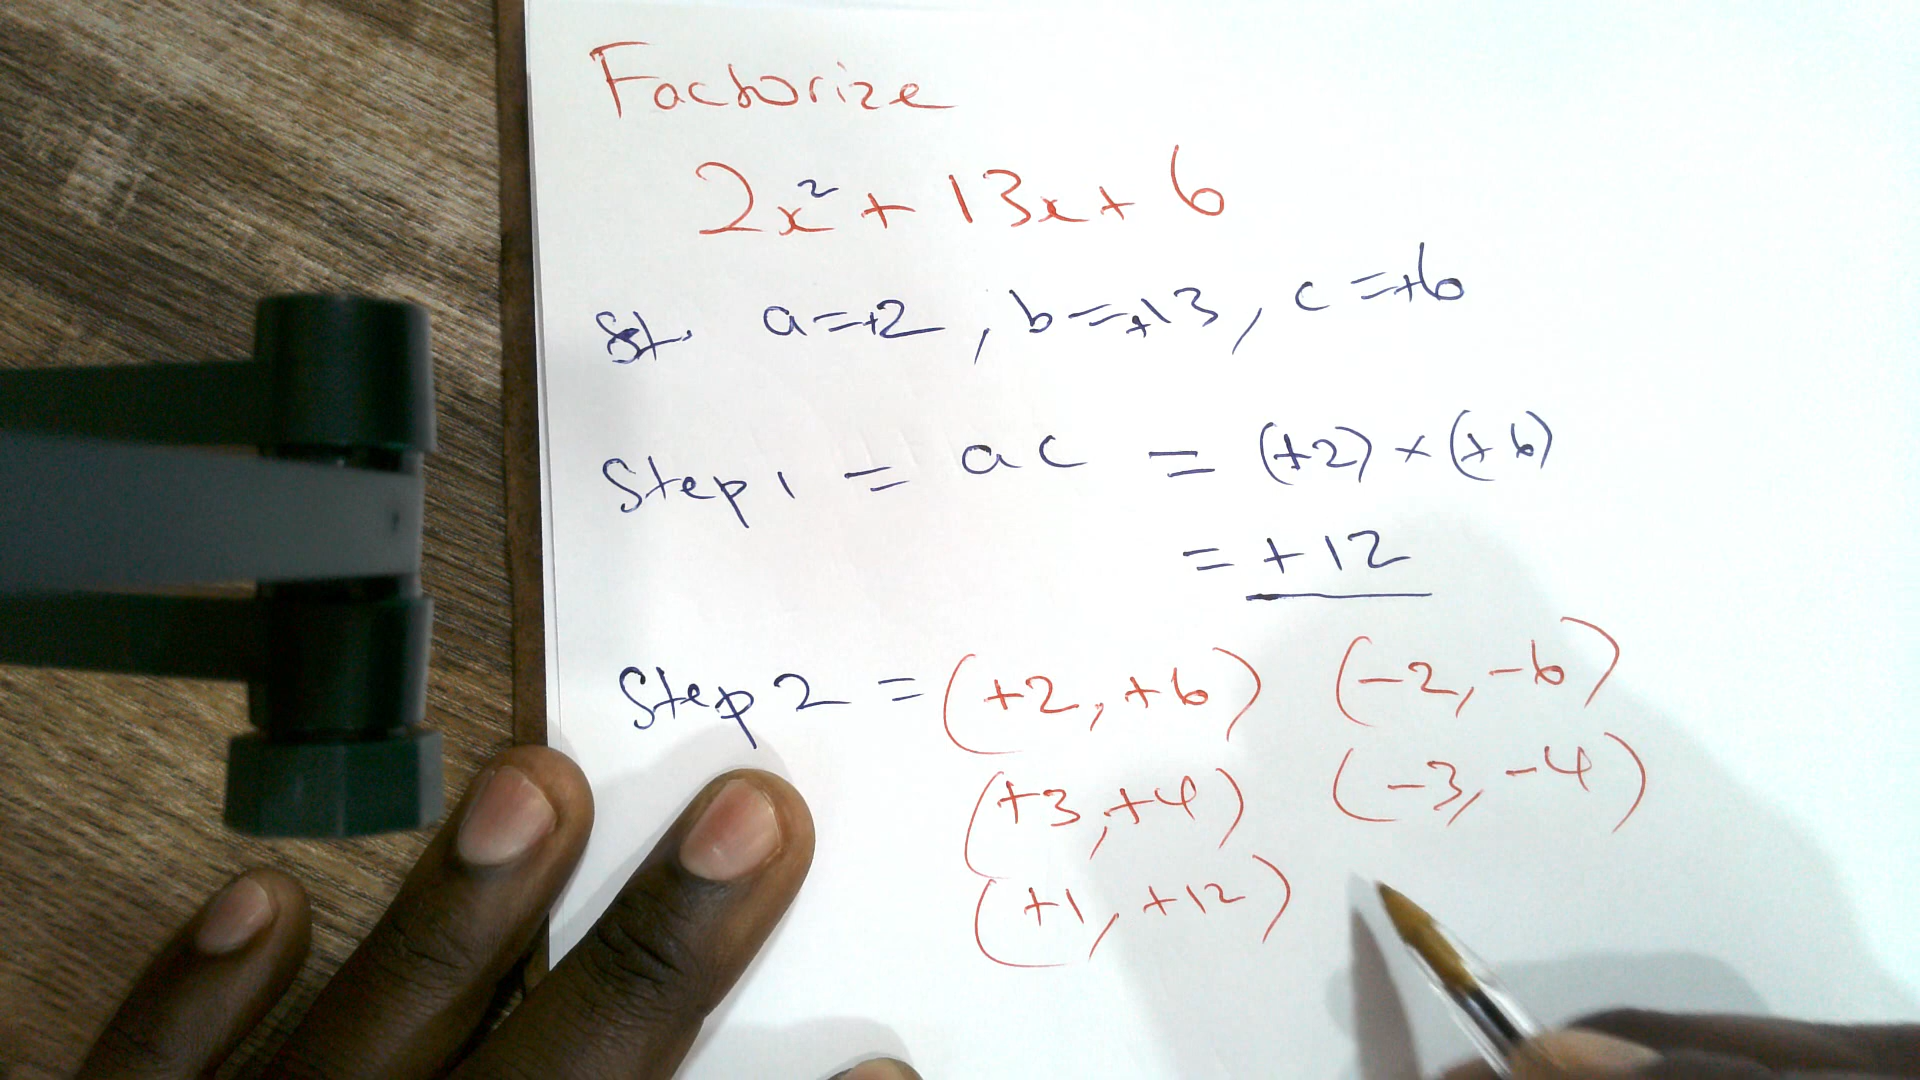 Factorize
2x² + 13x + 6
Sol. a=+2, b=+13, c=+6
Step 1 = ac = (+2) × (+6)
= +12
Step 2 = (+2, +6) (-2, -6)
(+3, +4) (-3, -4)
(+1, +12)